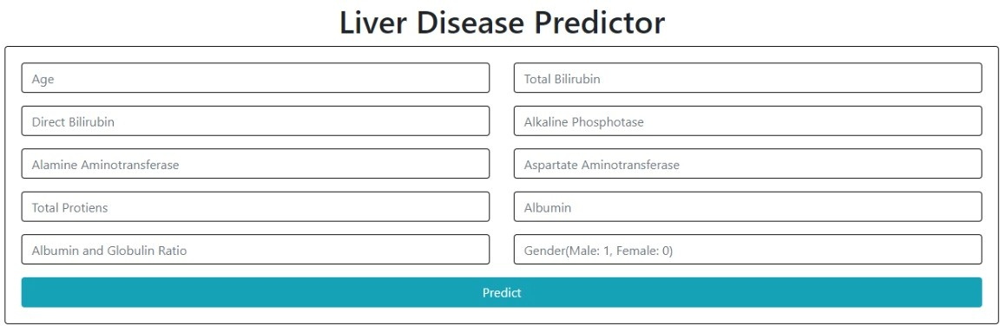 Liver Disease Predictor
Age
Total Bilirubin
Direct Bilirubin
Alkaline Phosphotase
Alamine Aminotransferase
Aspartate Aminotransferase
Total Protiens
Albumin
Albumin and Globulin Ratio
Gender(Male: 1, Female: 0)
Predict